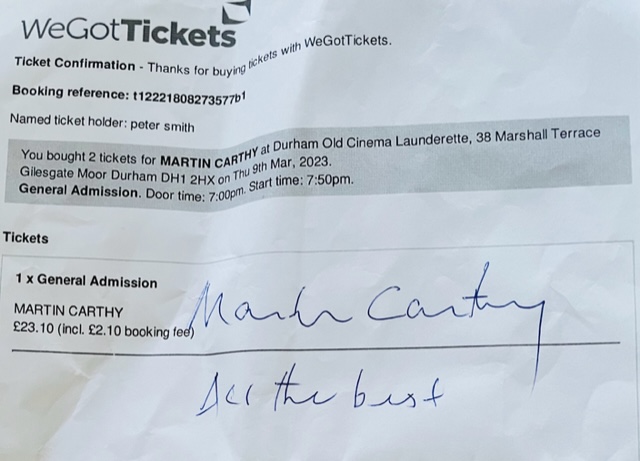 WeGotTickets
Ticket Confirmation - Thanks for buying tickets with WeGotTickets.
Booking reference: t12221808273577b1
Named ticket holder: peter smith
You bought 2 tickets for MARTIN CARTHY at Durham Old Cinema Launderette, 38 Marshall Terrace
Gilesgate Moor Durham DH1 2HX on Thu 9th Mar, 2023.
General Admission. Door time: 7:00pm. Start time: 7:50pm.
Tickets
1 x General Admission
MARTIN CARTHY
£23.10 (incl. £2.10 booking fee)
Martin Carthy
All the best